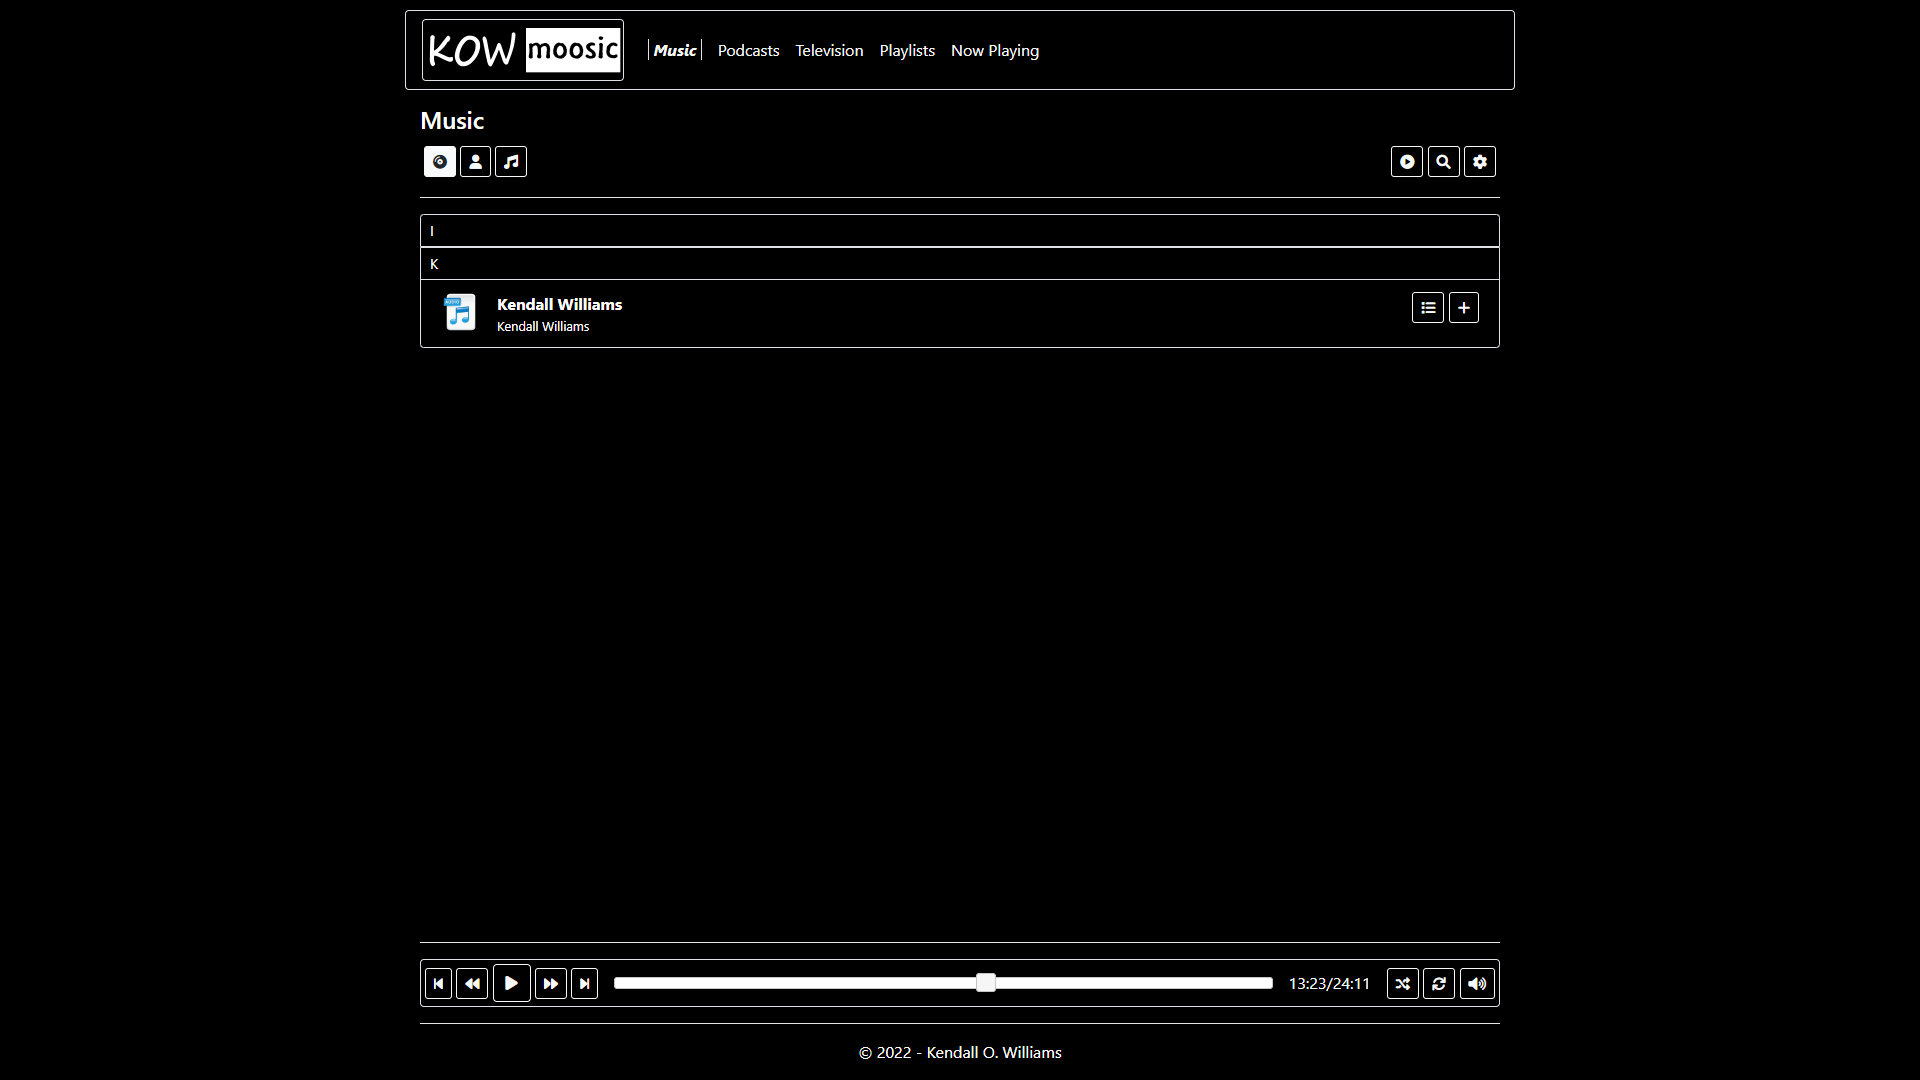 KOW moosic
Music Podcasts Television Playlists Now Playing
Music
I
K
Kendall Williams
Kendall Williams
13:23/24:11
© 2022 - Kendall O. Williams